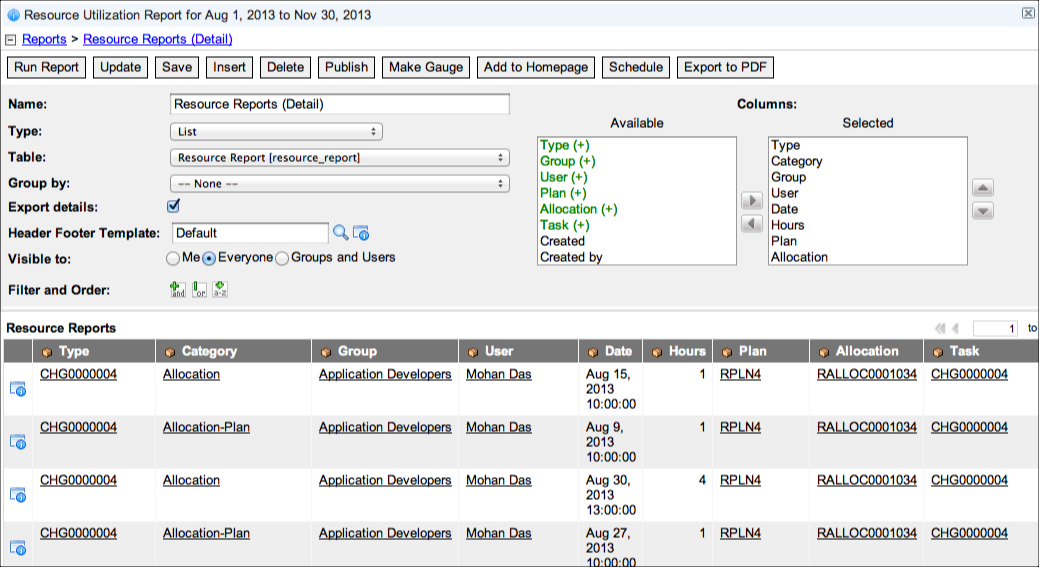 Resource Utilization Report for Aug 1, 2013 to Nov 30, 2013
Reports > Resource Reports (Detail)
Run Report Update Save Insert Delete Publish Make Gauge Add to Homepage Schedule Export to PDF
Name: Resource Reports (Detail)
Type: List
Table: Resource Report [resource_report]
Group by: -- None --
Export details:
Header Footer Template: Default
Visible to: Me Everyone Groups and Users
Filter and Order: and or a-z
Columns:
Available
Type (+)
Group (+)
User (+)
Plan (+)
Allocation (+)
Task (+)
Created
Created by
Selected
Type
Category
Group
User
Date
Hours
Plan
Allocation
Resource Reports 1 to
Type Category Group User Date Hours Plan Allocation Task
CHG0000004 Allocation Application Developers Mohan Das Aug 15, 1 RPLN4 RALLOC0001034 CHG0000004
2013
10:00:00
CHG0000004 Allocation-Plan Application Developers Mohan Das Aug 9, 1 RPLN4 RALLOC0001034 CHG0000004
2013
10:00:00
CHG0000004 Allocation Application Developers Mohan Das Aug 30, 4 RPLN4 RALLOC0001034 CHG0000004
2013
13:00:00
CHG0000004 Allocation-Plan Application Developers Mohan Das Aug 27, 1 RPLN4 RALLOC0001034 CHG0000004
2013
10:00:00